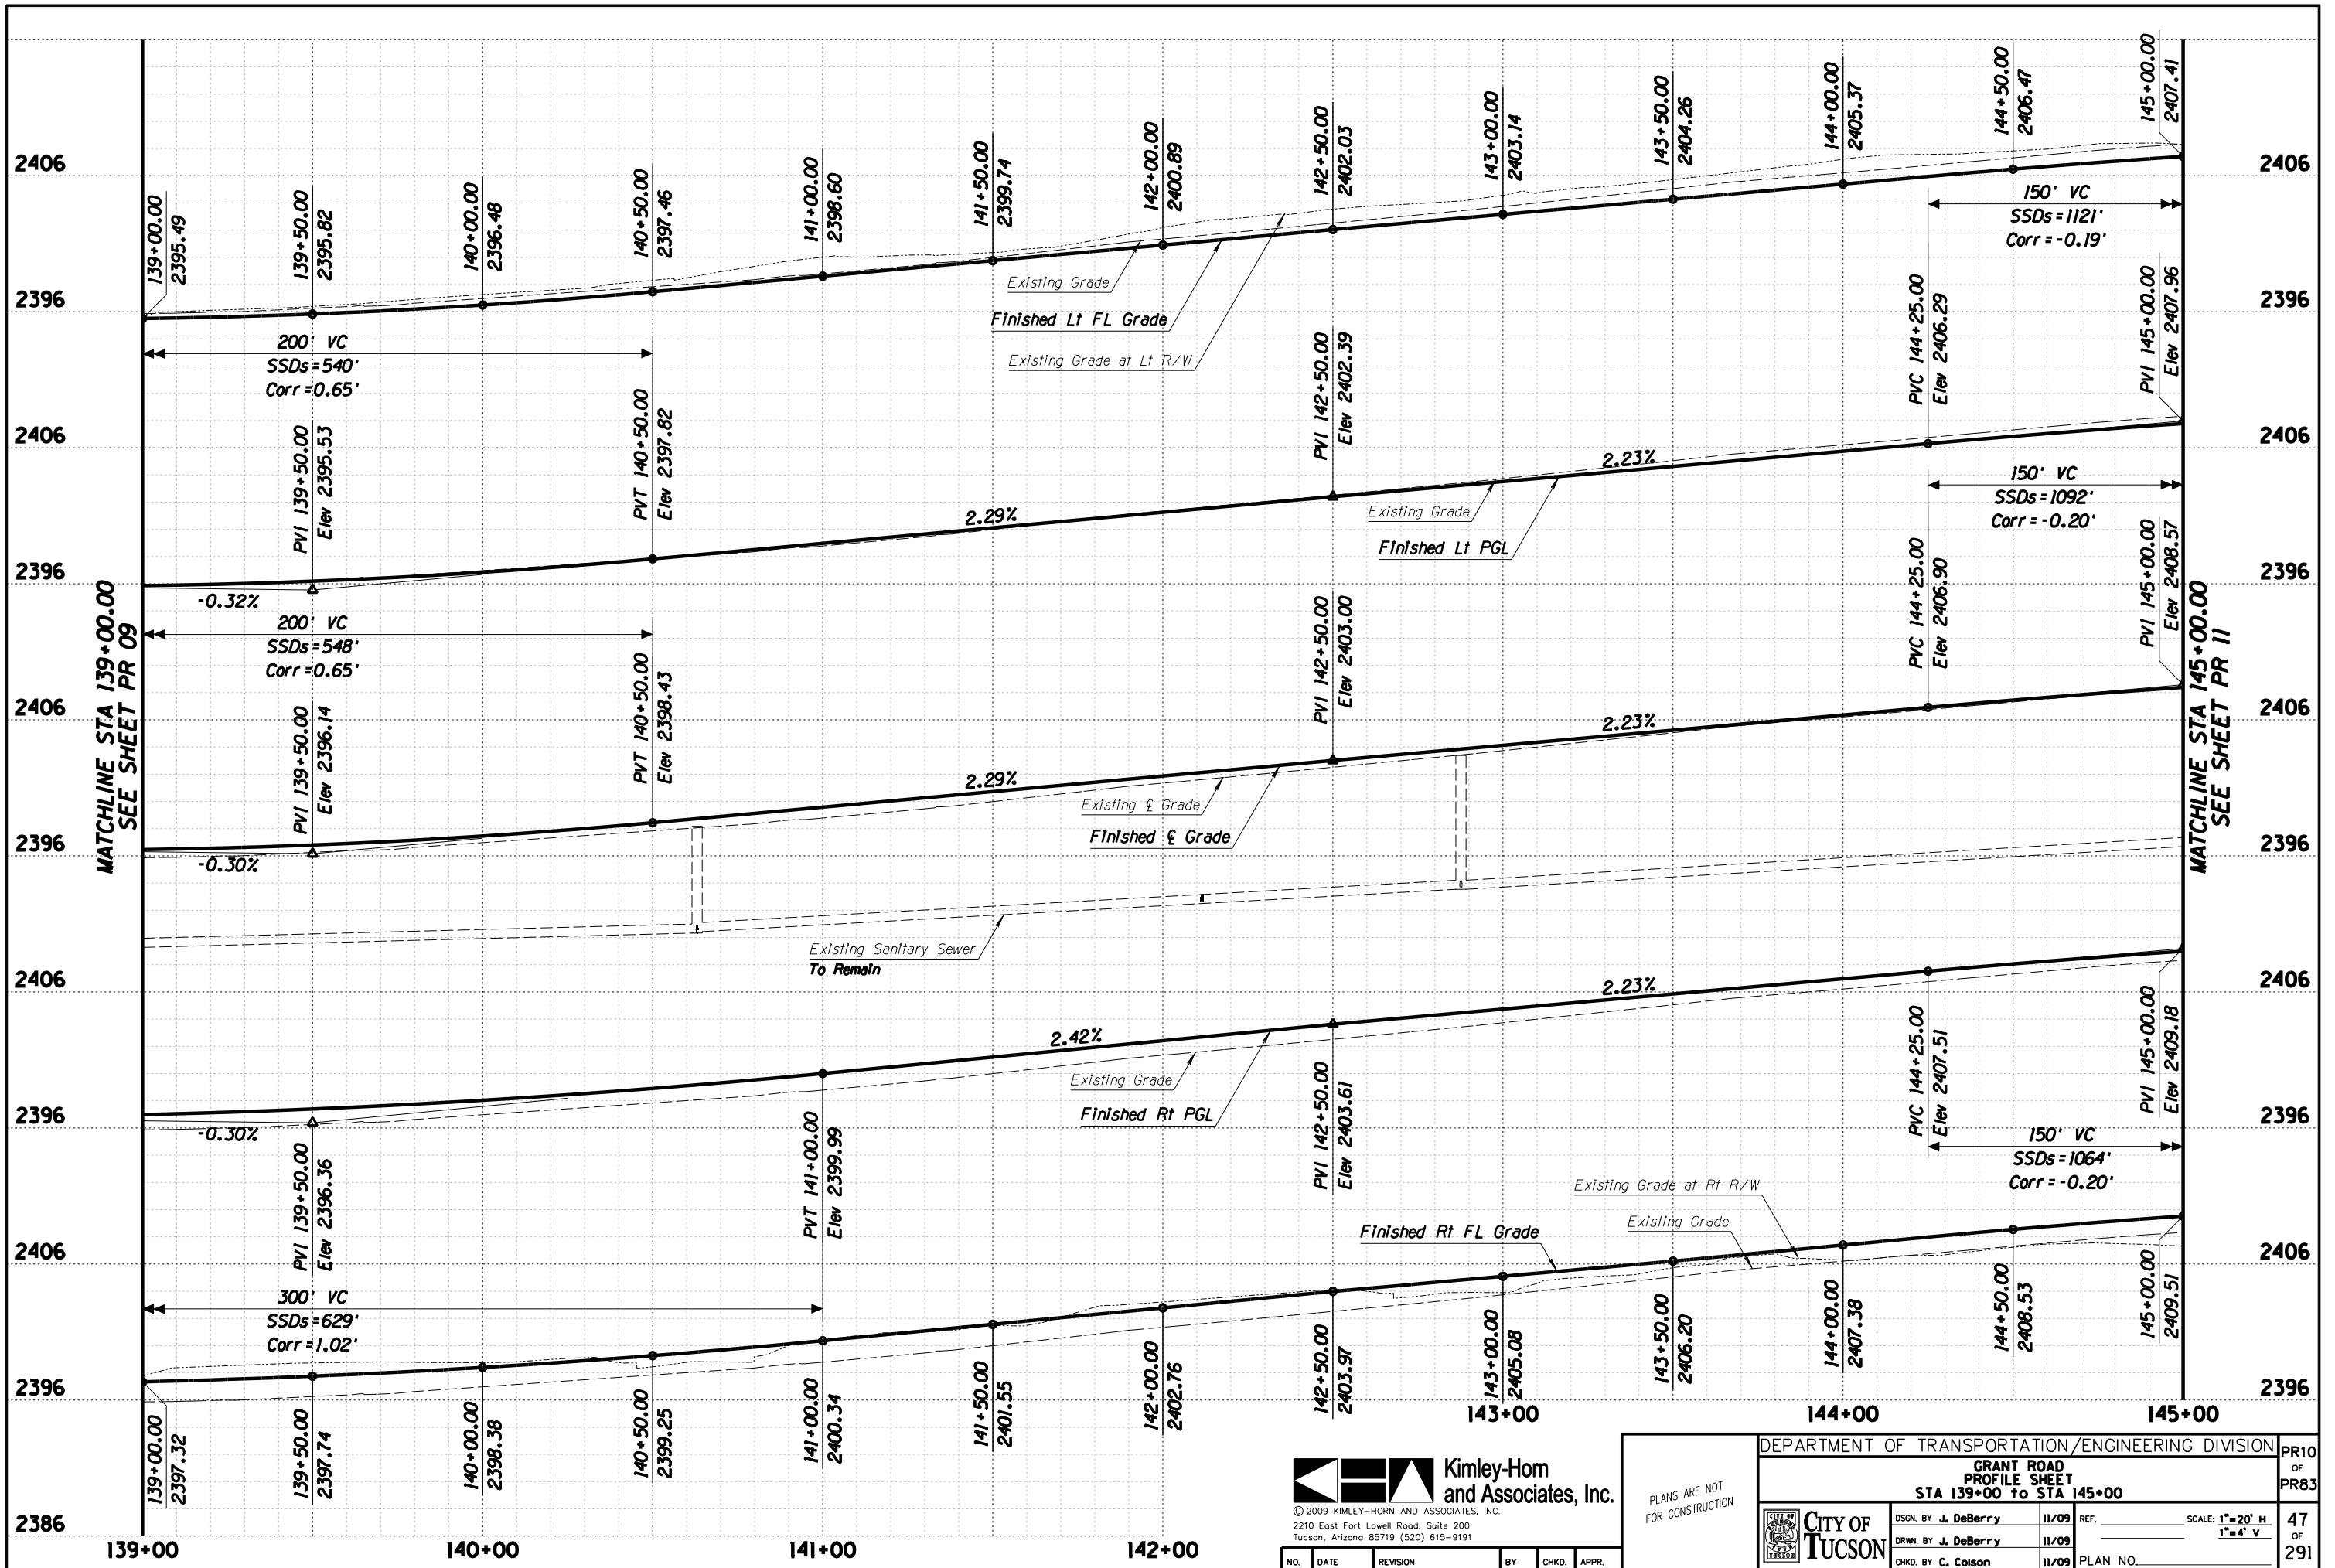 139+00.00
2395.49
139+50.00
2395.82
140+00.00
2396.48
140+50.00
2397.46
141+00.00
2398.60
141+50.00
2399.74
142+00.00
2400.89
142+50.00
2402.03
143+00.00
2403.14
143+50.00
2404.26
144+00.00
2405.37
144+50.00
2406.47
145+00.00
2407.41
2406
2406
2396
2396
Existing Grade
Finished Lt FL Grade
Existing Grade at Lt R/W
200' VC
SSDs=540'
Corr=0.65'
150' VC
SSDs=1121'
Corr=-0.19'
PVI 139+50.00
Elev 2395.53
PVT 140+50.00
Elev 2397.82
PVI 142+50.00
Elev 2402.39
PVC 144+25.00
Elev 2406.29
PVI 145+00.00
Elev 2407.96
2406
2406
-0.32%
2.29%
2.23%
Existing Grade
Finished Lt PGL
2396
2396
MATCHLINE STA 139+00.00
SEE SHEET PR 09
MATCHLINE STA 145+00.00
SEE SHEET PR 11
200' VC
SSDs=548'
Corr=0.65'
150' VC
SSDs=1092'
Corr=-0.20'
PVI 139+50.00
Elev 2396.14
PVT 140+50.00
Elev 2398.43
PVI 142+50.00
Elev 2403.00
PVC 144+25.00
Elev 2406.90
PVI 145+00.00
Elev 2408.57
2406
2406
-0.30%
2.29%
2.23%
Existing ℄ Grade
Finished ℄ Grade
2396
2396
Existing Sanitary Sewer
To Remain
2406
2406
-0.30%
2.42%
2.23%
Existing Grade
Finished Rt PGL
2396
2396
PVI 139+50.00
Elev 2396.36
PVT 141+00.00
Elev 2399.99
PVI 142+50.00
Elev 2403.61
PVC 144+25.00
Elev 2407.51
PVI 145+00.00
Elev 2409.18
150' VC
SSDs=1064'
Corr=-0.20'
300' VC
SSDs=629'
Corr=1.02'
Existing Grade at Rt R/W
Existing Grade
Finished Rt FL Grade
2406
2406
2396
2396
139+00.00
2397.32
139+50.00
2397.74
140+00.00
2398.38
140+50.00
2399.25
141+00.00
2400.34
141+50.00
2401.55
142+00.00
2402.76
142+50.00
2403.97
143+00.00
2405.08
143+50.00
2406.20
144+00.00
2407.38
144+50.00
2408.53
145+00.00
2409.51
2386
139+00
140+00
141+00
142+00
143+00
144+00
145+00
Kimley-Horn
and Associates, Inc.
© 2009 KIMLEY-HORN AND ASSOCIATES, INC.
2210 East Fort Lowell Road, Suite 200
Tucson, Arizona 85719 (520) 615-9191
NO. DATE REVISION BY CHKD. APPR.
PLANS ARE NOT
FOR CONSTRUCTION
DEPARTMENT OF TRANSPORTATION/ENGINEERING DIVISION
GRANT ROAD
PROFILE SHEET
STA 139+00 to STA 145+00
PR10
OF
PR83
CITY OF
TUCSON
CITY OF
TUCSON
DSGN. BY J. DeBerry 11/09
DRWN. BY J. DeBerry 11/09
CHKD. BY C. Colson 11/09
REF.
SCALE: 1"=20' H
1"=4' V
PLAN NO.
47
OF
291